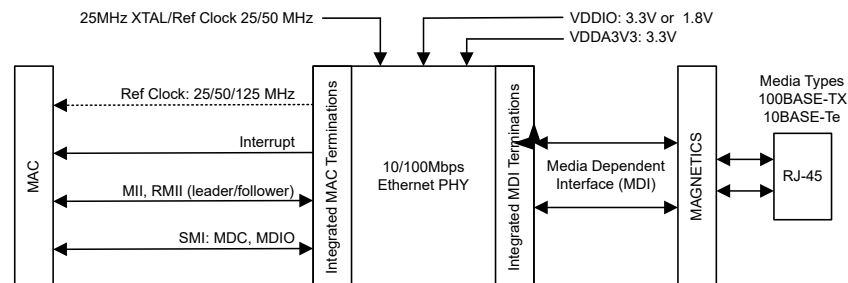 25MHz XTAL/Ref Clock 25/50 MHz
VDDIO: 3.3V or 1.8V
VDDA3V3: 3.3V
MAC
Ref Clock: 25/50/125 MHz
Interrupt
MII, RMII (leader/follower)
SMI: MDC, MDIO
Integrated MAC Terminations
10/100Mbps
Ethernet PHY
Integrated MDI Terminations
Media Dependent
Interface (MDI)
MAGNETICS
Media Types
100BASE-TX
10BASE-Te
RJ-45